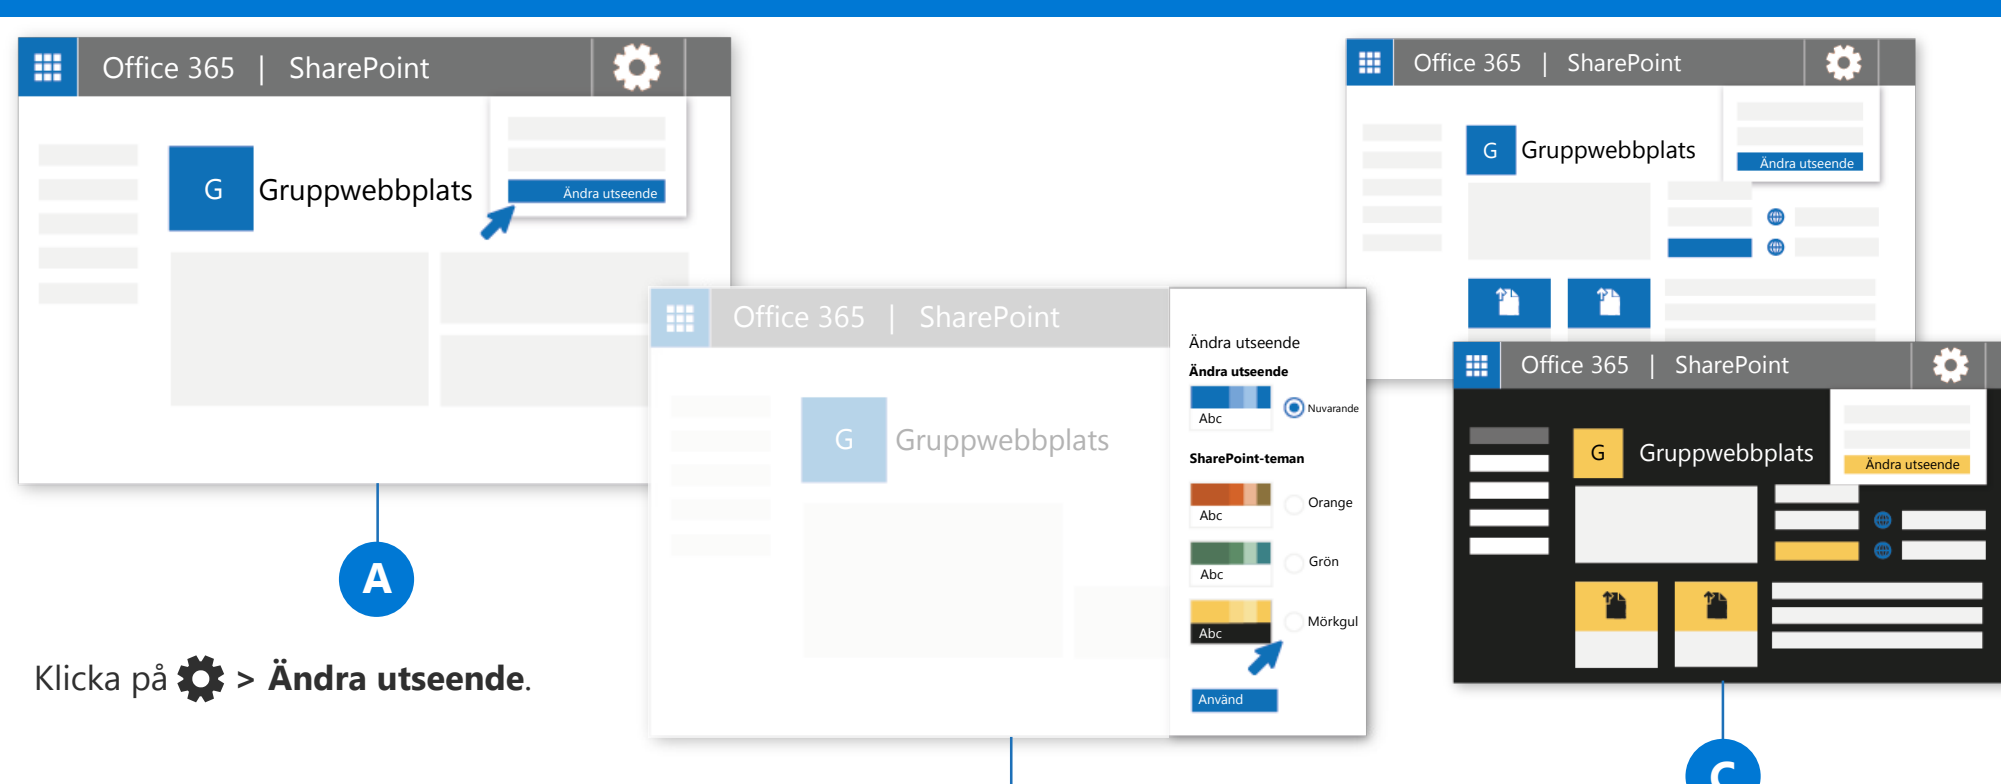 Office 365 | SharePoint
G
Gruppwebbplats
Ändra utseende
A
Klicka på > Ändra utseende.
Office 365 | SharePoint
G
Gruppwebbplats
Ändra utseende
Ändra utseende
Abc
Nuvarande
SharePoint-teman
Abc
Orange
Abc
Grön
Abc
Mörkgul
Använd
Office 365 | SharePoint
G
Gruppwebbplats
Ändra utseende
Office 365 | SharePoint
G
Gruppwebbplats
Ändra utseende
C